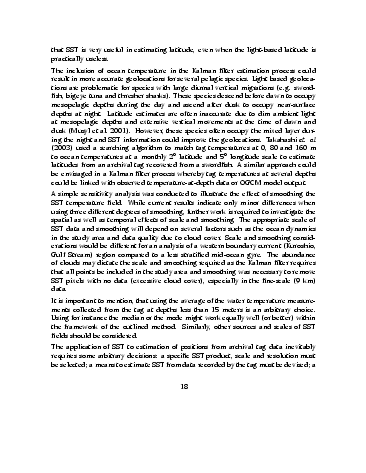 that SST is very useful in estimating latitude, even when the light-based latitude is
practically useless.
The inclusion of ocean temperature in the Kalman filter estimation process could
result in more accurate geolocations for several pelagic species. Light based geoloca-
tions are problematic for species with large diurnal vertical migrations (e.g. sword-
fish, bigeye tuna and thresher sharks). These species descend before dawn to occupy
mesopelagic depths during the day and ascend after dusk to occupy near-surface
depths at night. Latitude estimates are often inaccurate due to dim ambient light
at mesopelagic depths and extensive vertical movements at the time of dawn and
dusk (Musyl et al. 2001). However, these species often occupy the mixed layer dur-
ing the night and SST information could improve the geolocations. Takahashi et. al.
(2003) used a searching algorithm to match tag temperatures at 0, 80 and 160 m
to ocean temperatures at a monthly 2° latitude and 5° longitude scale to estimate
latitudes from an archival tag recovered from a swordfish. A similar approach could
be envisaged in a Kalman filter process whereby tag temperatures at several depths
could be linked with observed temperature-at-depth data or OGCM model output.
A simple sensitivity analysis was conducted to illustrate the effect of smoothing the
SST temperature field. While current results indicate only minor differences when
using three different degrees of smoothing, further work is required to investigate the
spatial as well as temporal effects of scale and smoothing. The appropriate scale of
SST data and smoothing will depend on several factors such as the ocean dynamics
in the study area and data quality due to cloud cover. Scale and smoothing consid-
erations would be different for an analysis of a western boundary current (Kuroshio,
Gulf Stream) region compared to a less stratified mid-ocean gyre. The abundance
of clouds may dictate the scale and smoothing required as the Kalman filter requires
that all points be included in the study area and smoothing was necessary to remove
SST pixels with no data (excessive cloud cover), especially in the fine-scale (9 km)
data.
It is important to mention, that using the average of the water temperature measure-
ments collected from the tag at depths less than 15 meters is an arbitrary choice.
Using for instance the median or the mode might work equally well (or better) within
the framework of the outlined method. Similarly, other sources and scales of SST
fields should be considered.
The application of SST to estimation of positions from archival tag data inevitably
requires some arbitrary decisions: a specific SST product, scale and resolution must
be selected; a means to estimate SST from data recorded by the tag must be devised; a
18